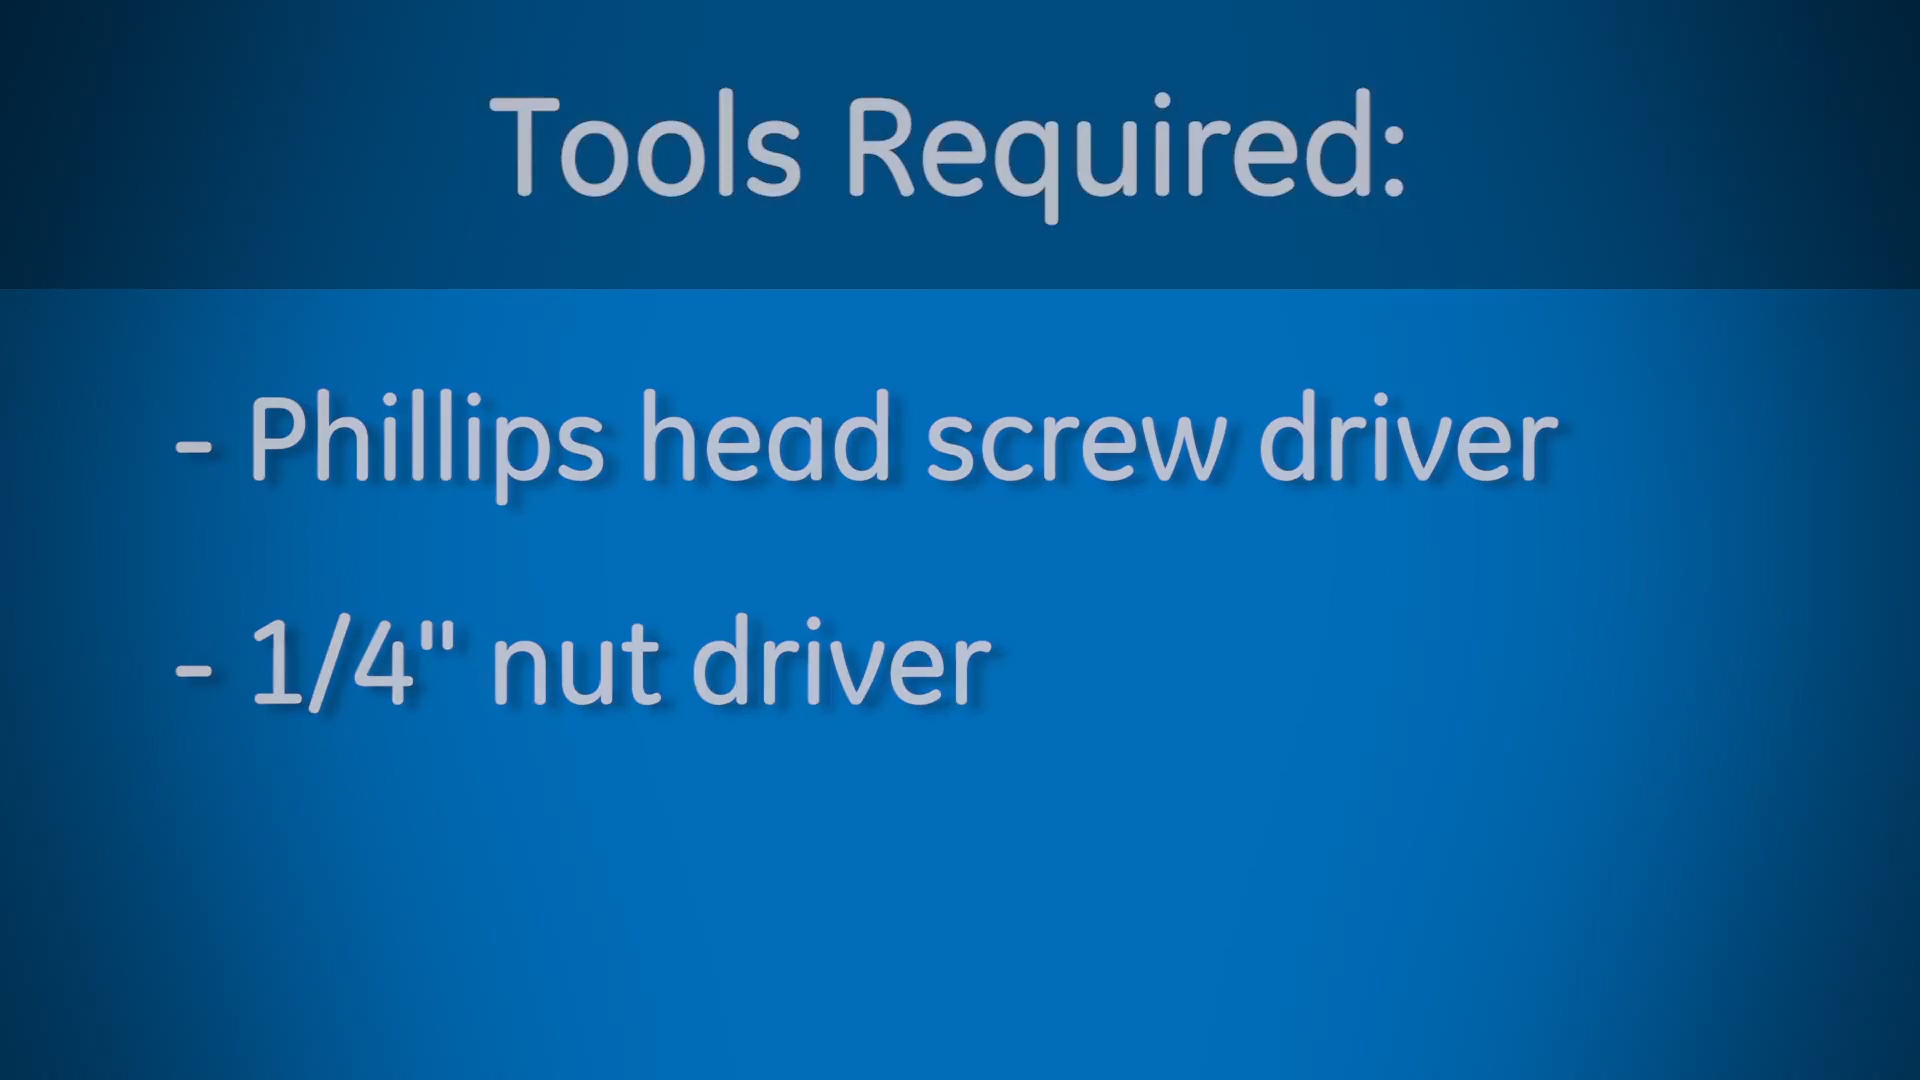 Tools Required:
- Phillips head screw driver
- 1/4" nut driver